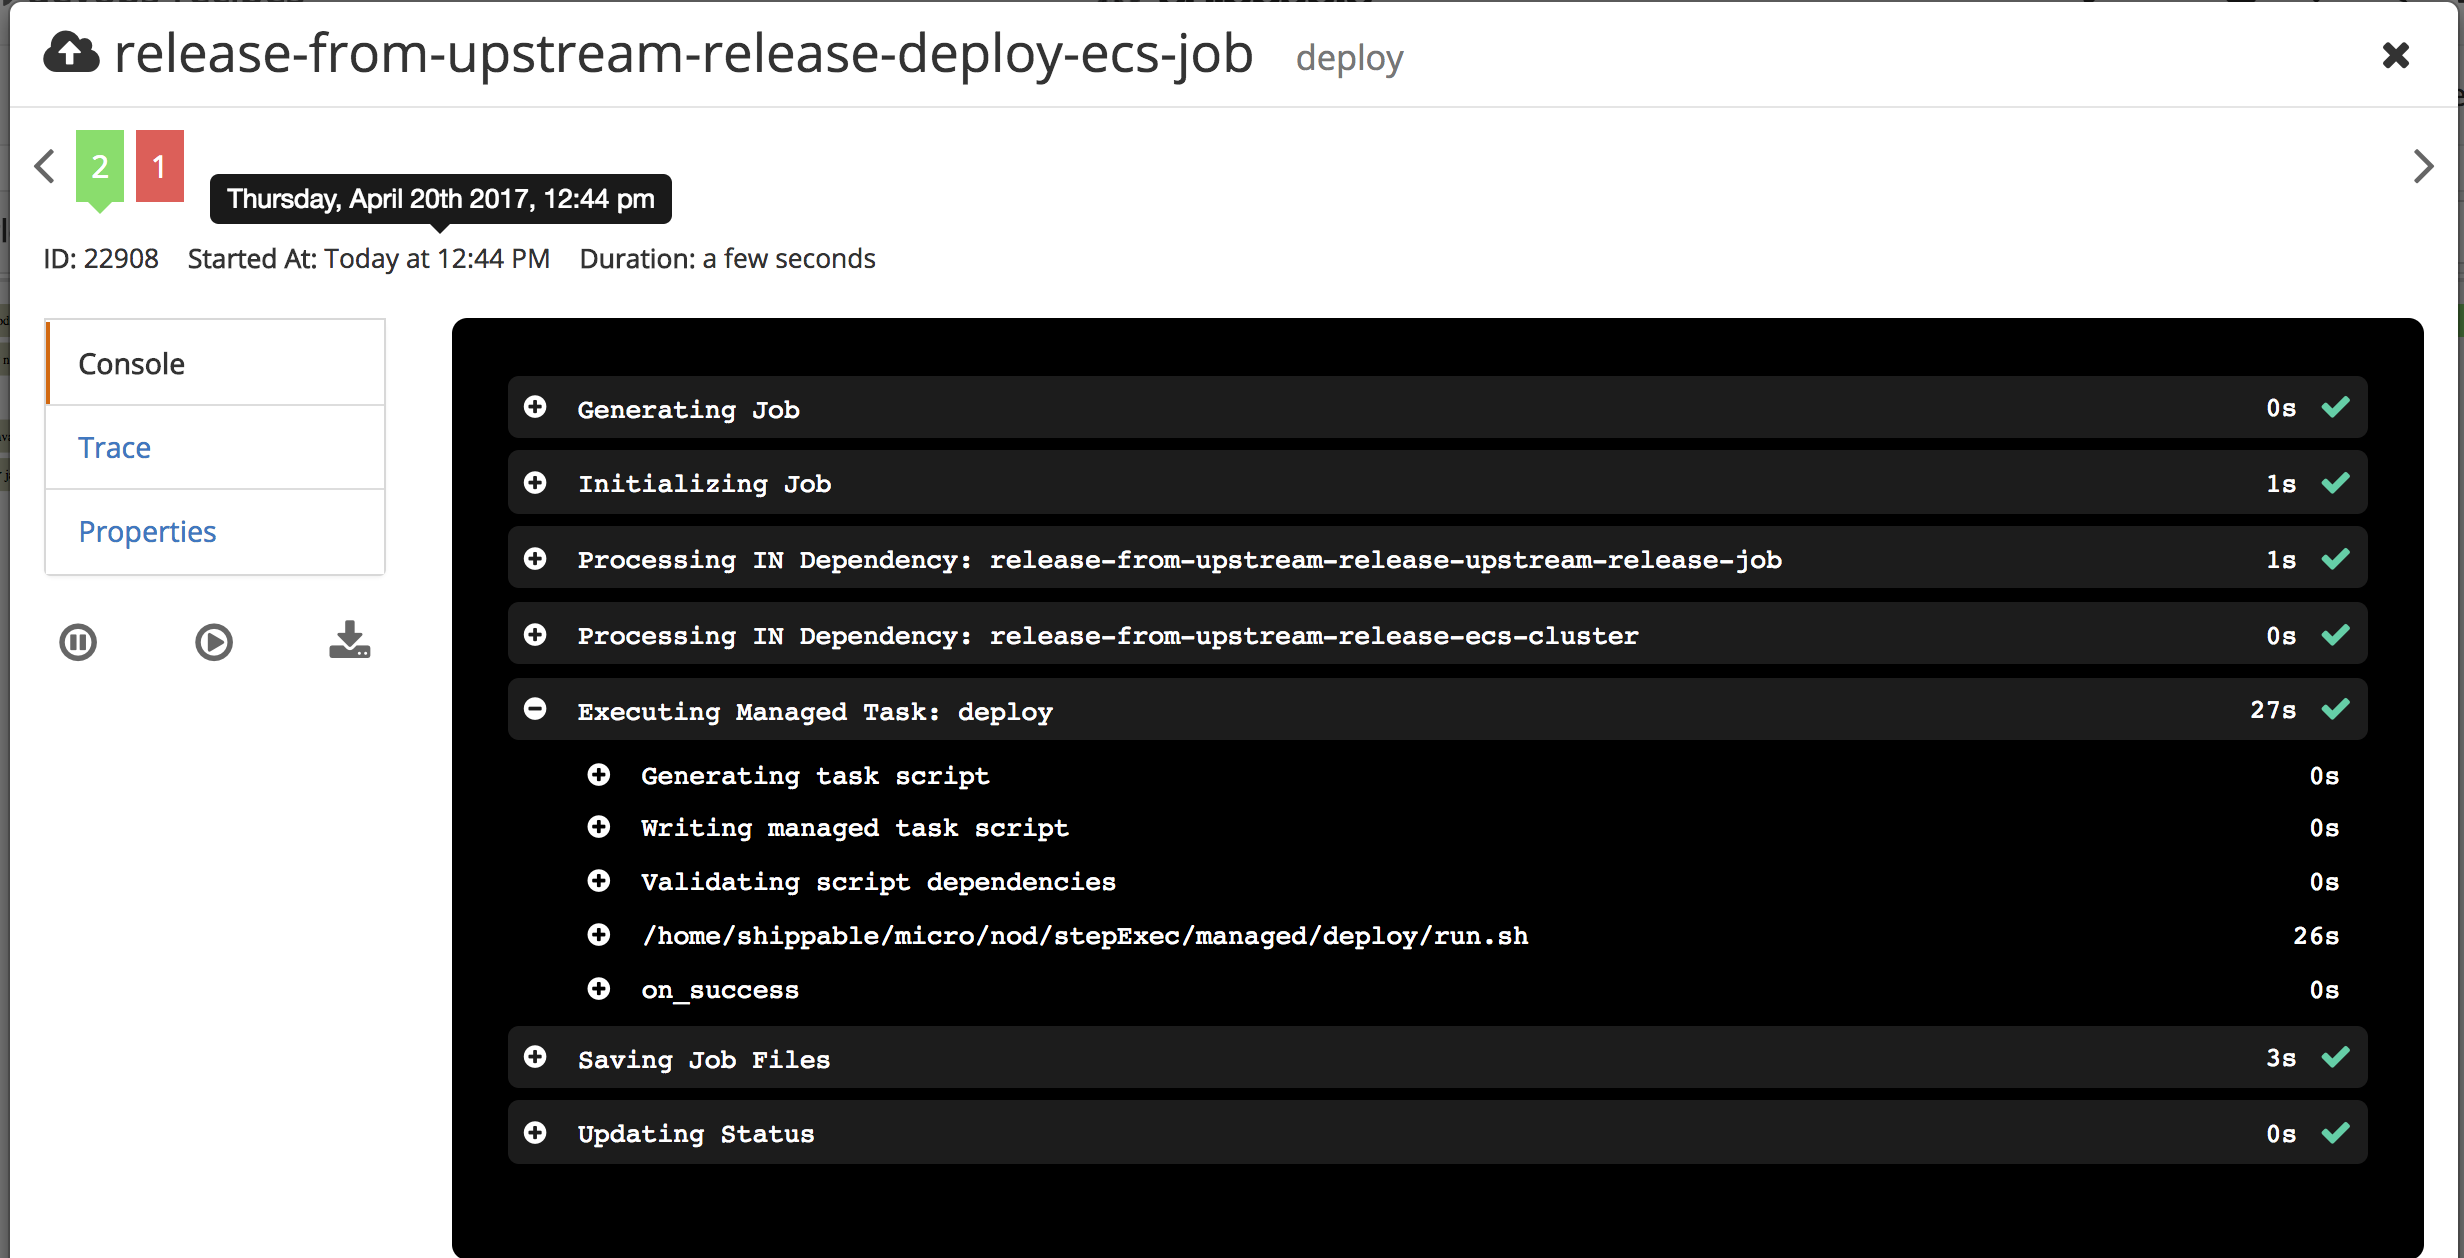 release-from-upstream-release-deploy-ecs-job deploy
2 1
Thursday, April 20th 2017, 12:44 pm
ID: 22908 Started At: Today at 12:44 PM Duration: a few seconds
Console
Trace
Properties
Generating Job 0s
Initializing Job 1s
Processing IN Dependency: release-from-upstream-release-upstream-release-job 1s
Processing IN Dependency: release-from-upstream-release-ecs-cluster 0s
Executing Managed Task: deploy 27s
Generating task script 0s
Writing managed task script 0s
Validating script dependencies 0s
/home/shippable/micro/nod/stepExec/managed/deploy/run.sh 26s
on_success 0s
Saving Job Files 3s
Updating Status 0s